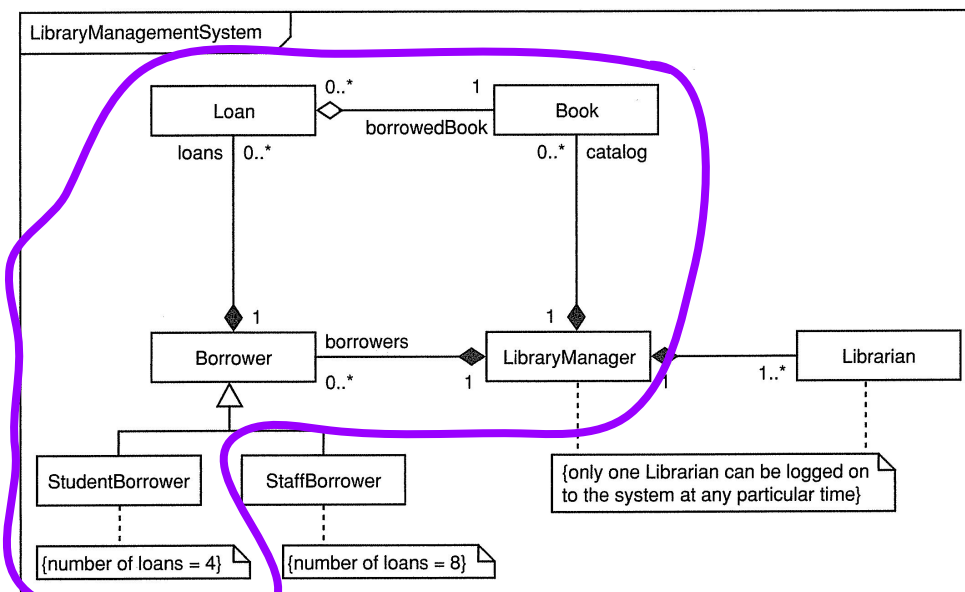 LibraryManagementSystem
0..*
1
Loan
Book
borrowedBook
loans
0..*
0..*
catalog
1
1
borrowers
Borrower
LibraryManager
Librarian
0..*
1
1
1..*
StudentBorrower
StaffBorrower
{only one Librarian can be logged on
to the system at any particular time}
{number of loans = 4}
{number of loans = 8}